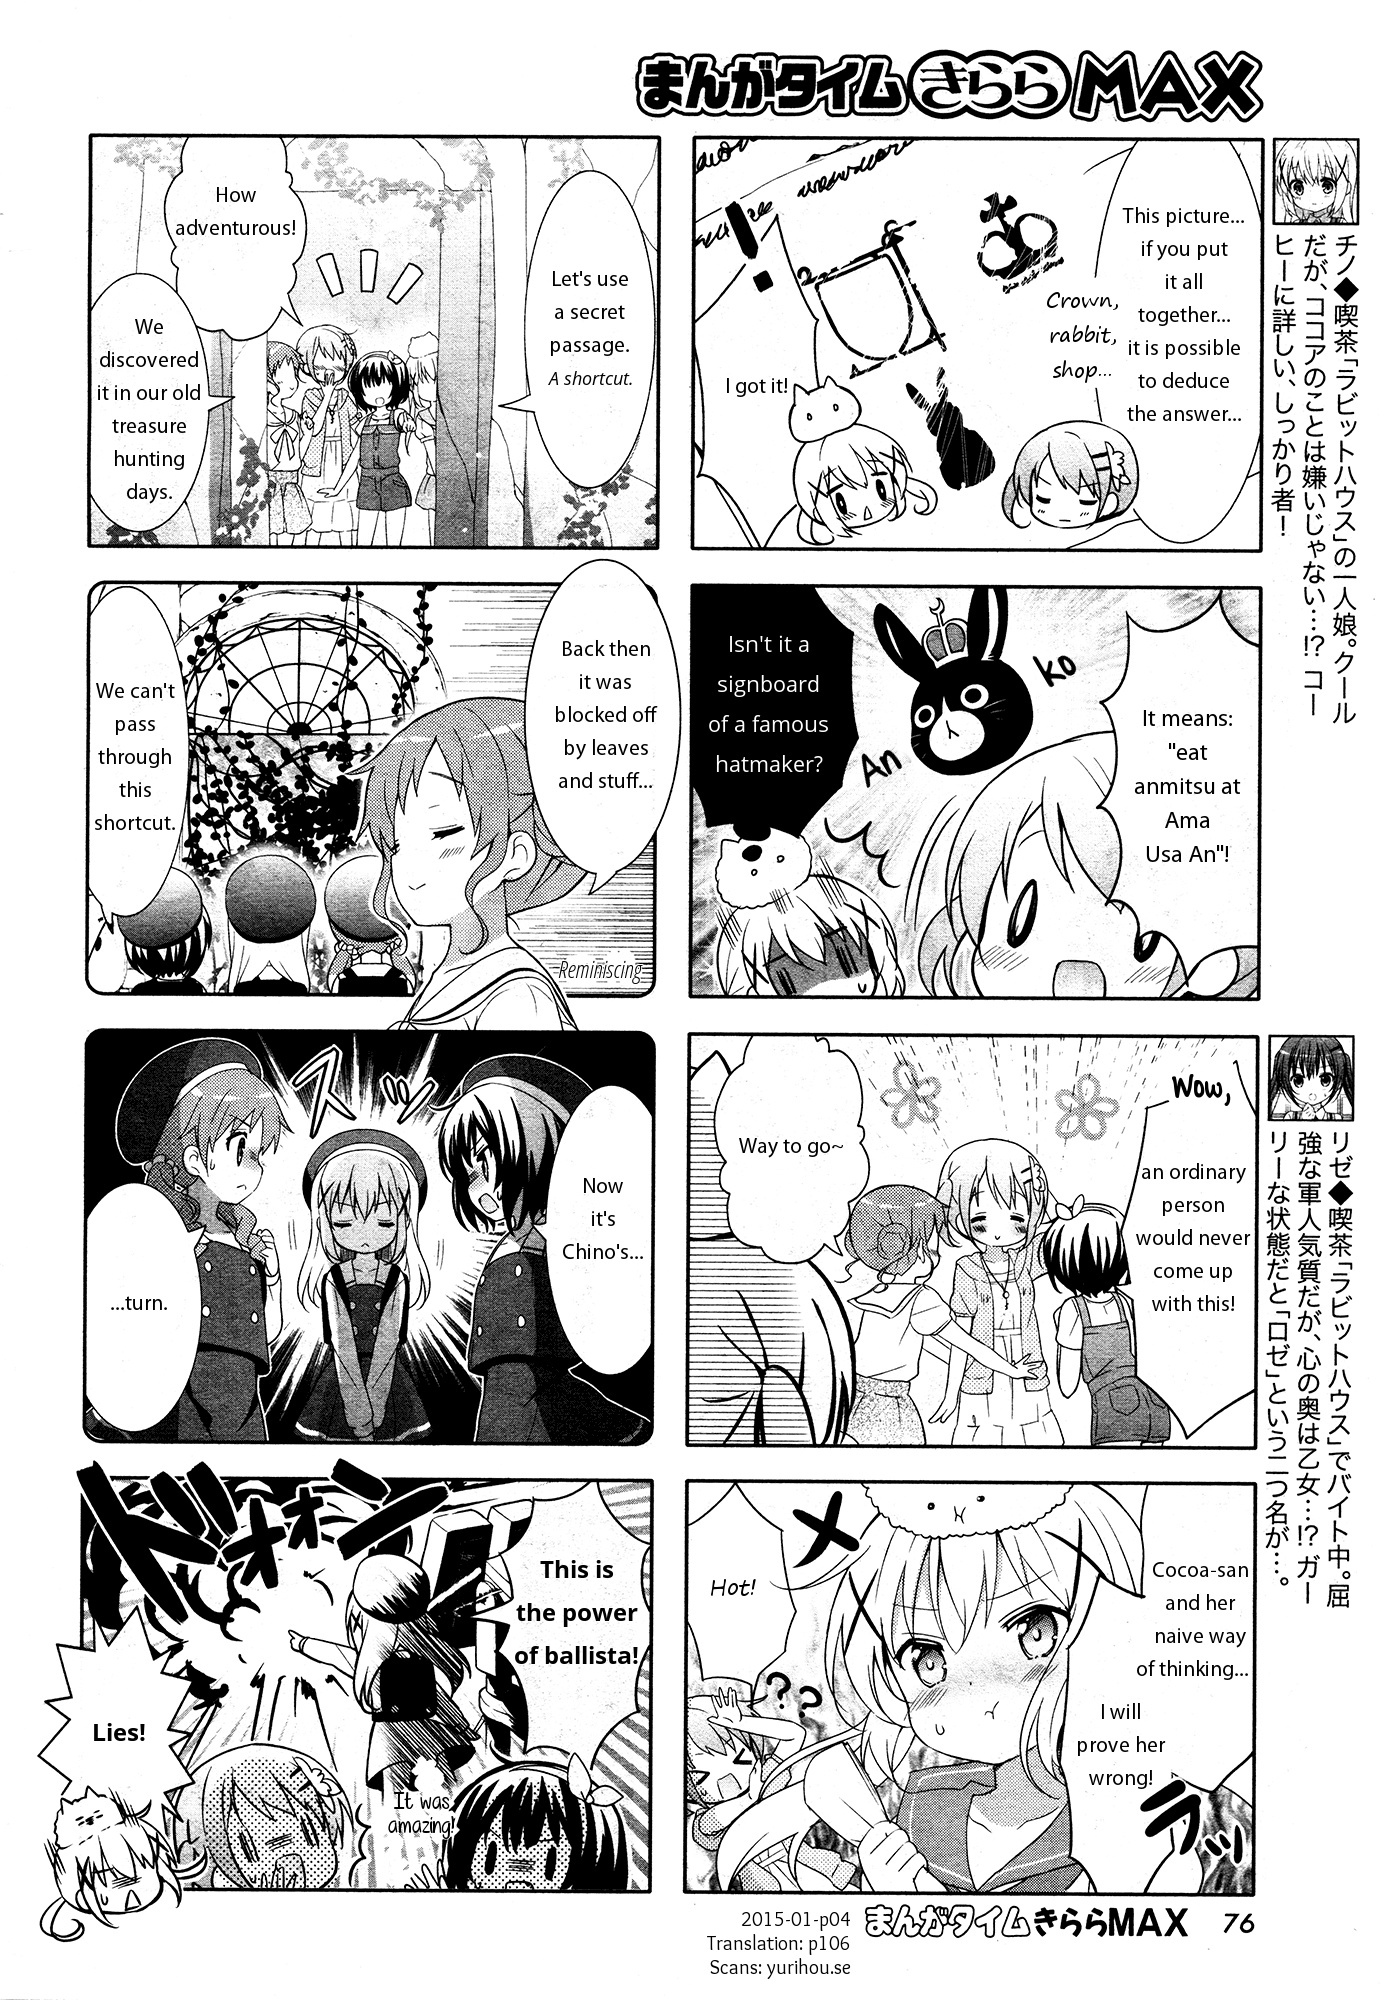 まんがタイムきららMAX
チノ◆喫茶「ラビットハウス」の一人娘。クール
だが、ココアのことは嫌いじゃない…!? コー
ヒーに詳しい、しっかり者！
This picture...
if you put
it all
together...
it is possible
to deduce
the answer...
Crown,
rabbit,
shop...
I got it!
It means:
"eat
anmitsu at
Ama
Usa An"!
Ko
An
Isn't it a
signboard
of a famous
hatmaker?
リゼ◆喫茶「ラビットハウス」でバイト中。屈
強な軍人気質だが、心の奥は乙女…!? ガー
リーな状態だと「ロゼ」という二つ名が…。
Wow,
an ordinary
person
would never
come up
with this!
Way to go~
Cocoa-san
and her
naive way
of thinking...
I will
prove her
wrong!
Hot!
??
ラッ
Let's use
a secret
passage.
A shortcut.
How
adventurous!
We
discovered
it in our old
treasure
hunting
days.
Back then
it was
blocked off
by leaves
and stuff...
Reminiscing
We can't
pass
through
this
shortcut.
Now
it's
Chino's...
スッ
...turn.
This is
the power
of ballista!
ドォォン
It was
amazing!
Lies!
2015-01-p04
Translation: p106
Scans: yurihou.se
まんがタイムきららMAX 76